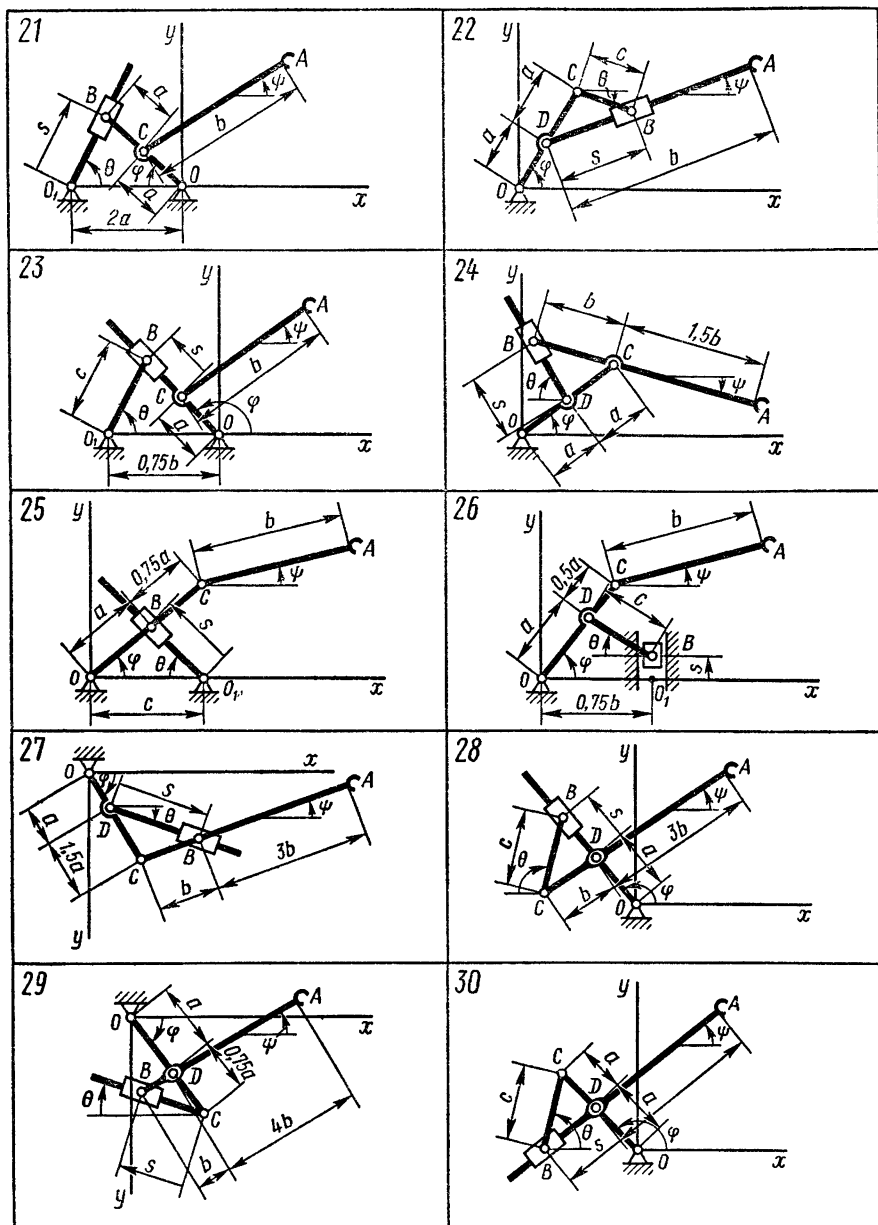 21
y
A
B
a
ψ
s
C
b
θ
φ
O₁
a
O
x
2a
22
y
c
A
C
θ
ψ
a
D
B
a
s
b
φ
O
x
23
y
A
B
s
ψ
b
c
C
φ
θ
a
O₁
O
x
0,75b
24
y
b
1,5b
B
C
ψ
θ
s
D
A
O
φ
a
a
x
25
y
b
0,75a
A
a
B
C
ψ
s
φ
θ
O
O₁
x
c
26
y
b
0,5a
C
A
a
D
c
ψ
θ
B
φ
s
O
O₁
x
0,75b
27
O
φ
x
A
s
ψ
a
D
θ
1,5a
B
C
b
3b
y
28
y
A
B
s
ψ
D
3b
c
θ
a
C
b
φ
O
x
29
a
A
O
φ
x
ψ
0,75a
B
D
θ
C
4b
s
b
y
30
y
A
C
a
ψ
D
a
c
θ
s
φ
B
O
x